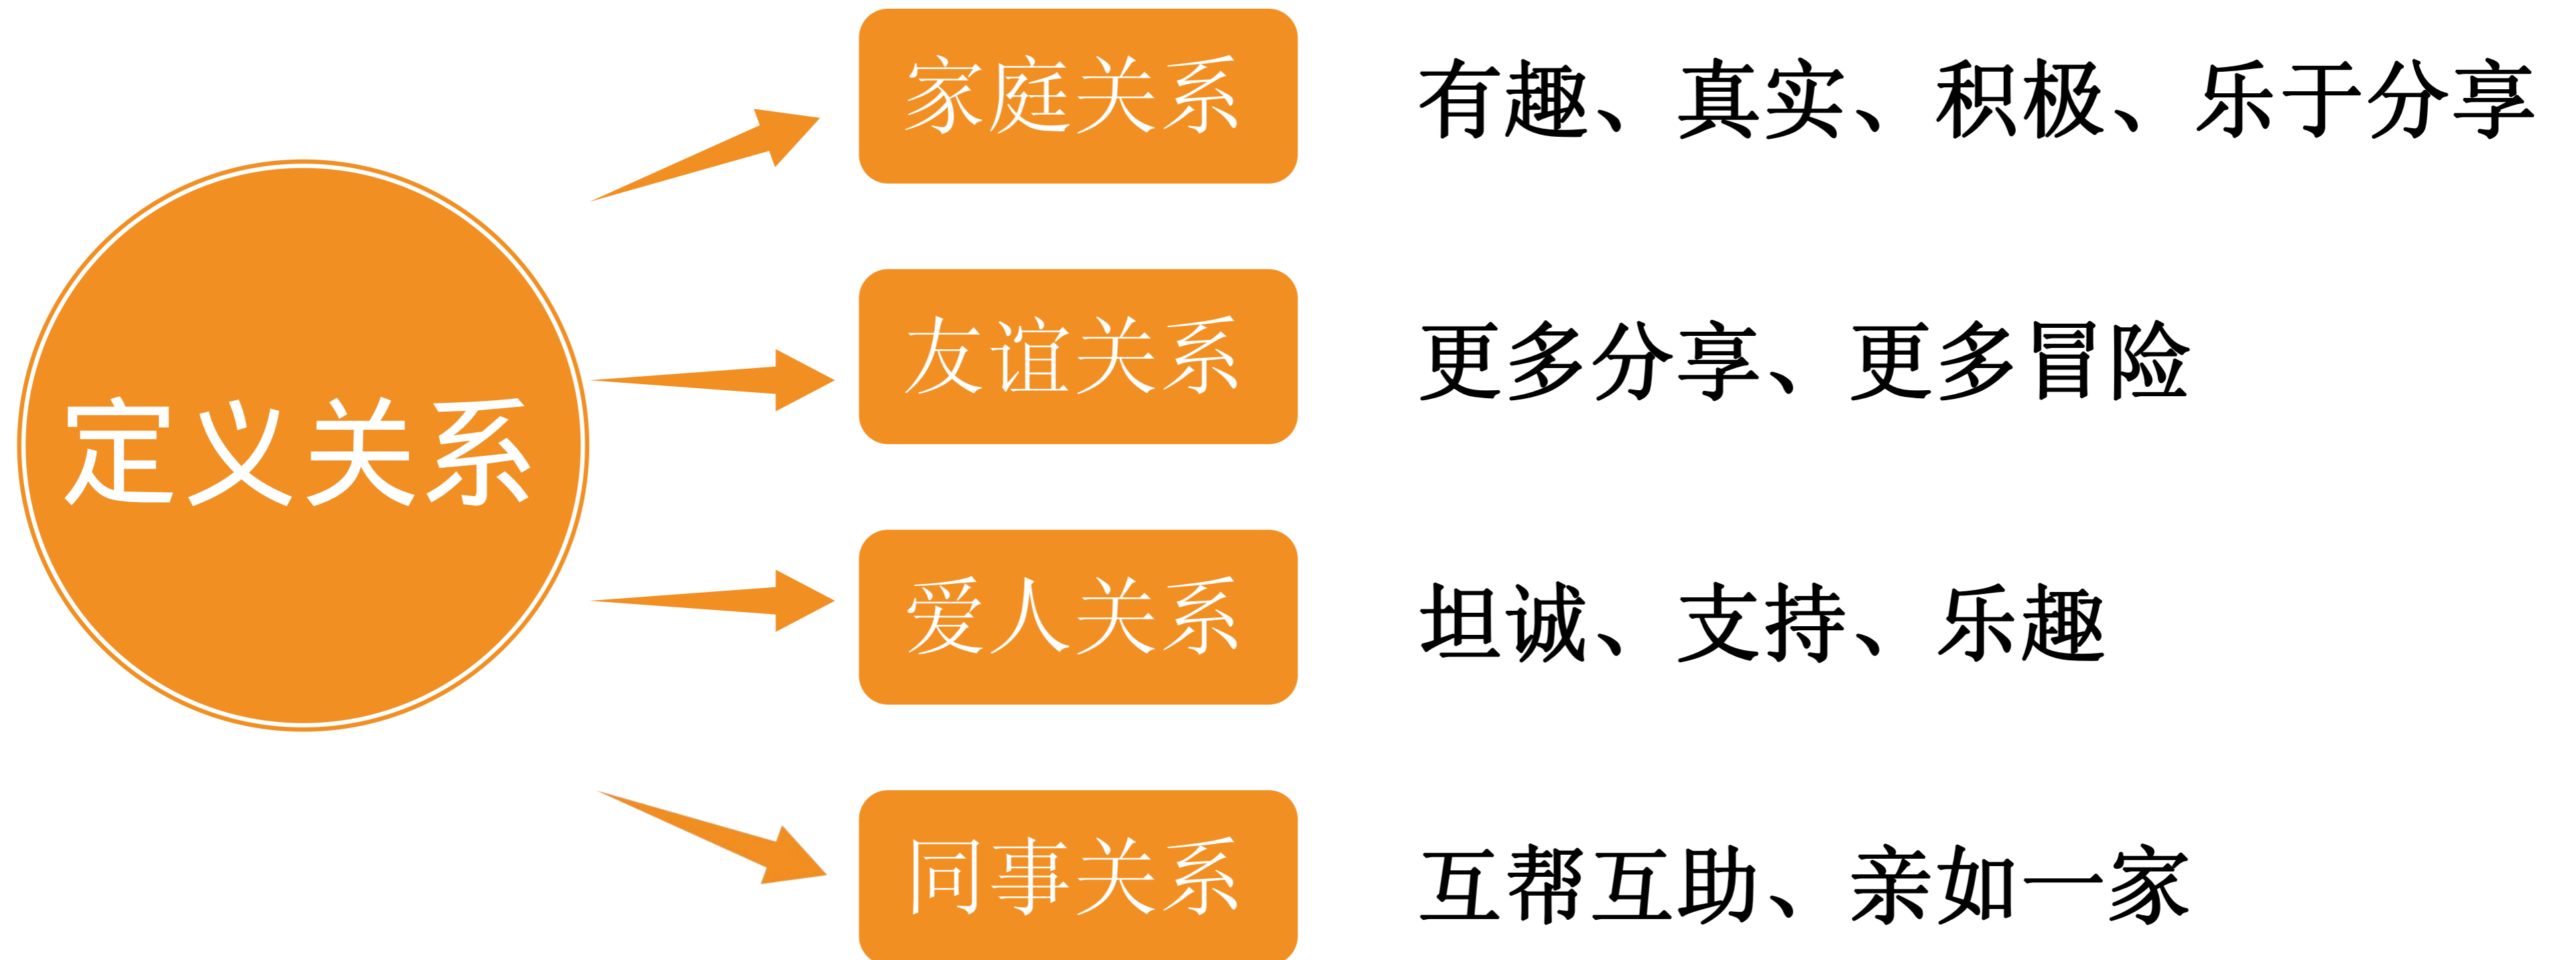 定义关系
家庭关系
有趣、真实、积极、乐于分享
友谊关系
更多分享、更多冒险
爱人关系
坦诚、支持、乐趣
同事关系
互帮互助、亲如一家